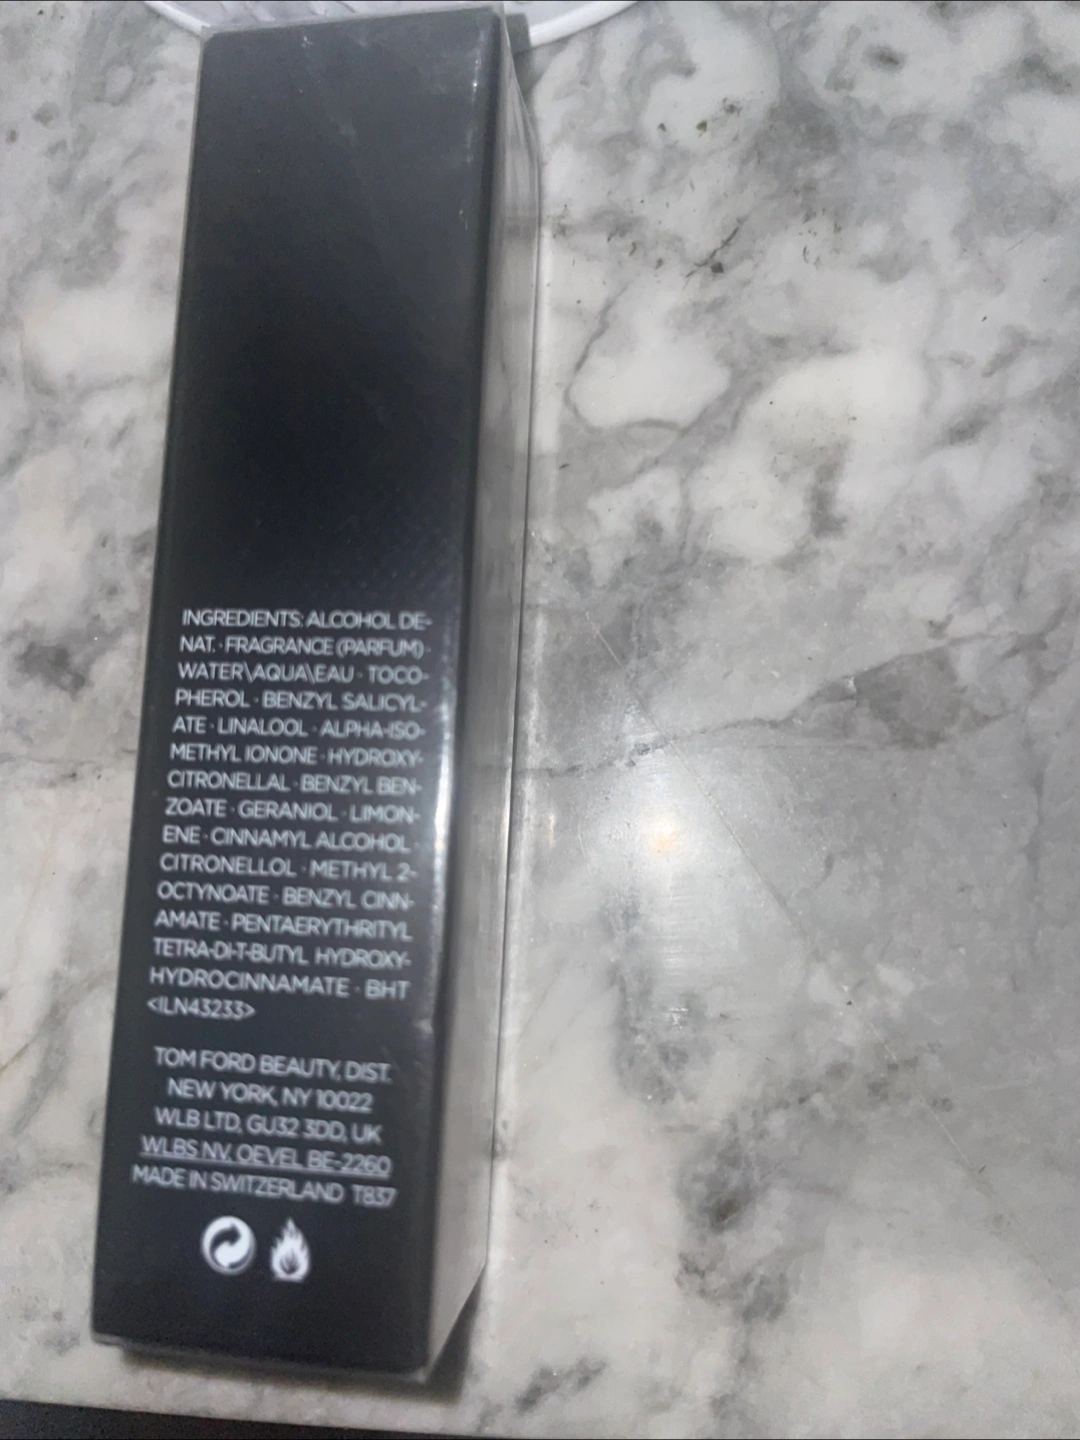 INGREDIENTS: ALCOHOL DE-
NAT. · FRAGRANCE (PARFUM) ·
WATER\AQUA\EAU · TOCO-
PHEROL · BENZYL SALICYL-
ATE · LINALOOL · ALPHA-ISO-
METHYL IONONE · HYDROXY-
CITRONELLAL · BENZYL BEN-
ZOATE · GERANIOL · LIMON-
ENE · CINNAMYL ALCOHOL ·
CITRONELLOL · METHYL 2-
OCTYNOATE · BENZYL CINN-
AMATE · PENTAERYTHRITYL
TETRA-DI-T-BUTYL HYDROXY-
HYDROCINNAMATE · BHT
<ILN43233>
TOM FORD BEAUTY, DIST.
NEW YORK, NY 10022
WLB LTD, GU32 3DD, UK
WLBS NV. OEVEL BE-2260
MADE IN SWITZERLAND T837